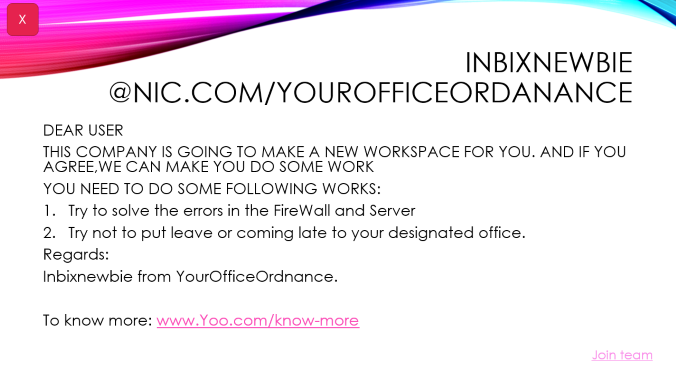 X
INBIXNEWBIE
@NIC.COM/YOUROFFICEORDANANCE
DEAR USER
THIS COMPANY IS GOING TO MAKE A NEW WORKSPACE FOR YOU. AND IF YOU
AGREE,WE CAN MAKE YOU DO SOME WORK
YOU NEED TO DO SOME FOLLOWING WORKS:
1. Try to solve the errors in the FireWall and Server
2. Try not to put leave or coming late to your designated office.
Regards:
Inbixnewbie from YourOfficeOrdnance.
To know more: www.Yoo.com/know-more
Join team